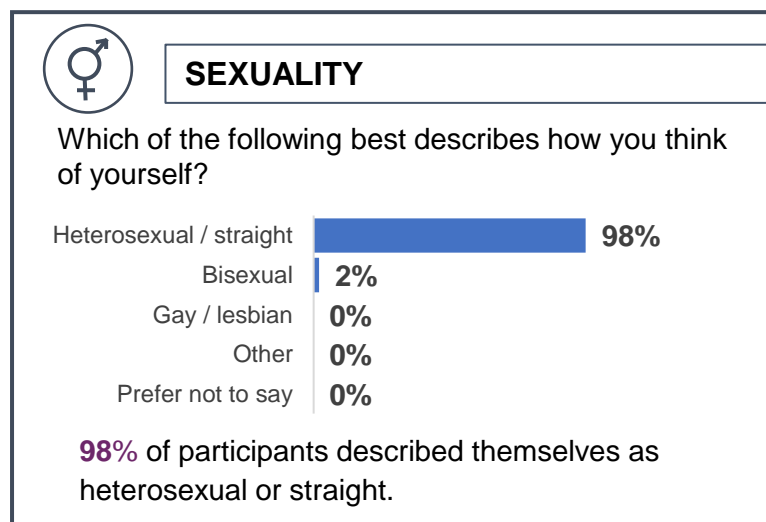 SEXUALITY
Which of the following best describes how you think
of yourself?
Heterosexual / straight 98%
Bisexual 2%
Gay / lesbian 0%
Other 0%
Prefer not to say 0%
98% of participants described themselves as
heterosexual or straight.